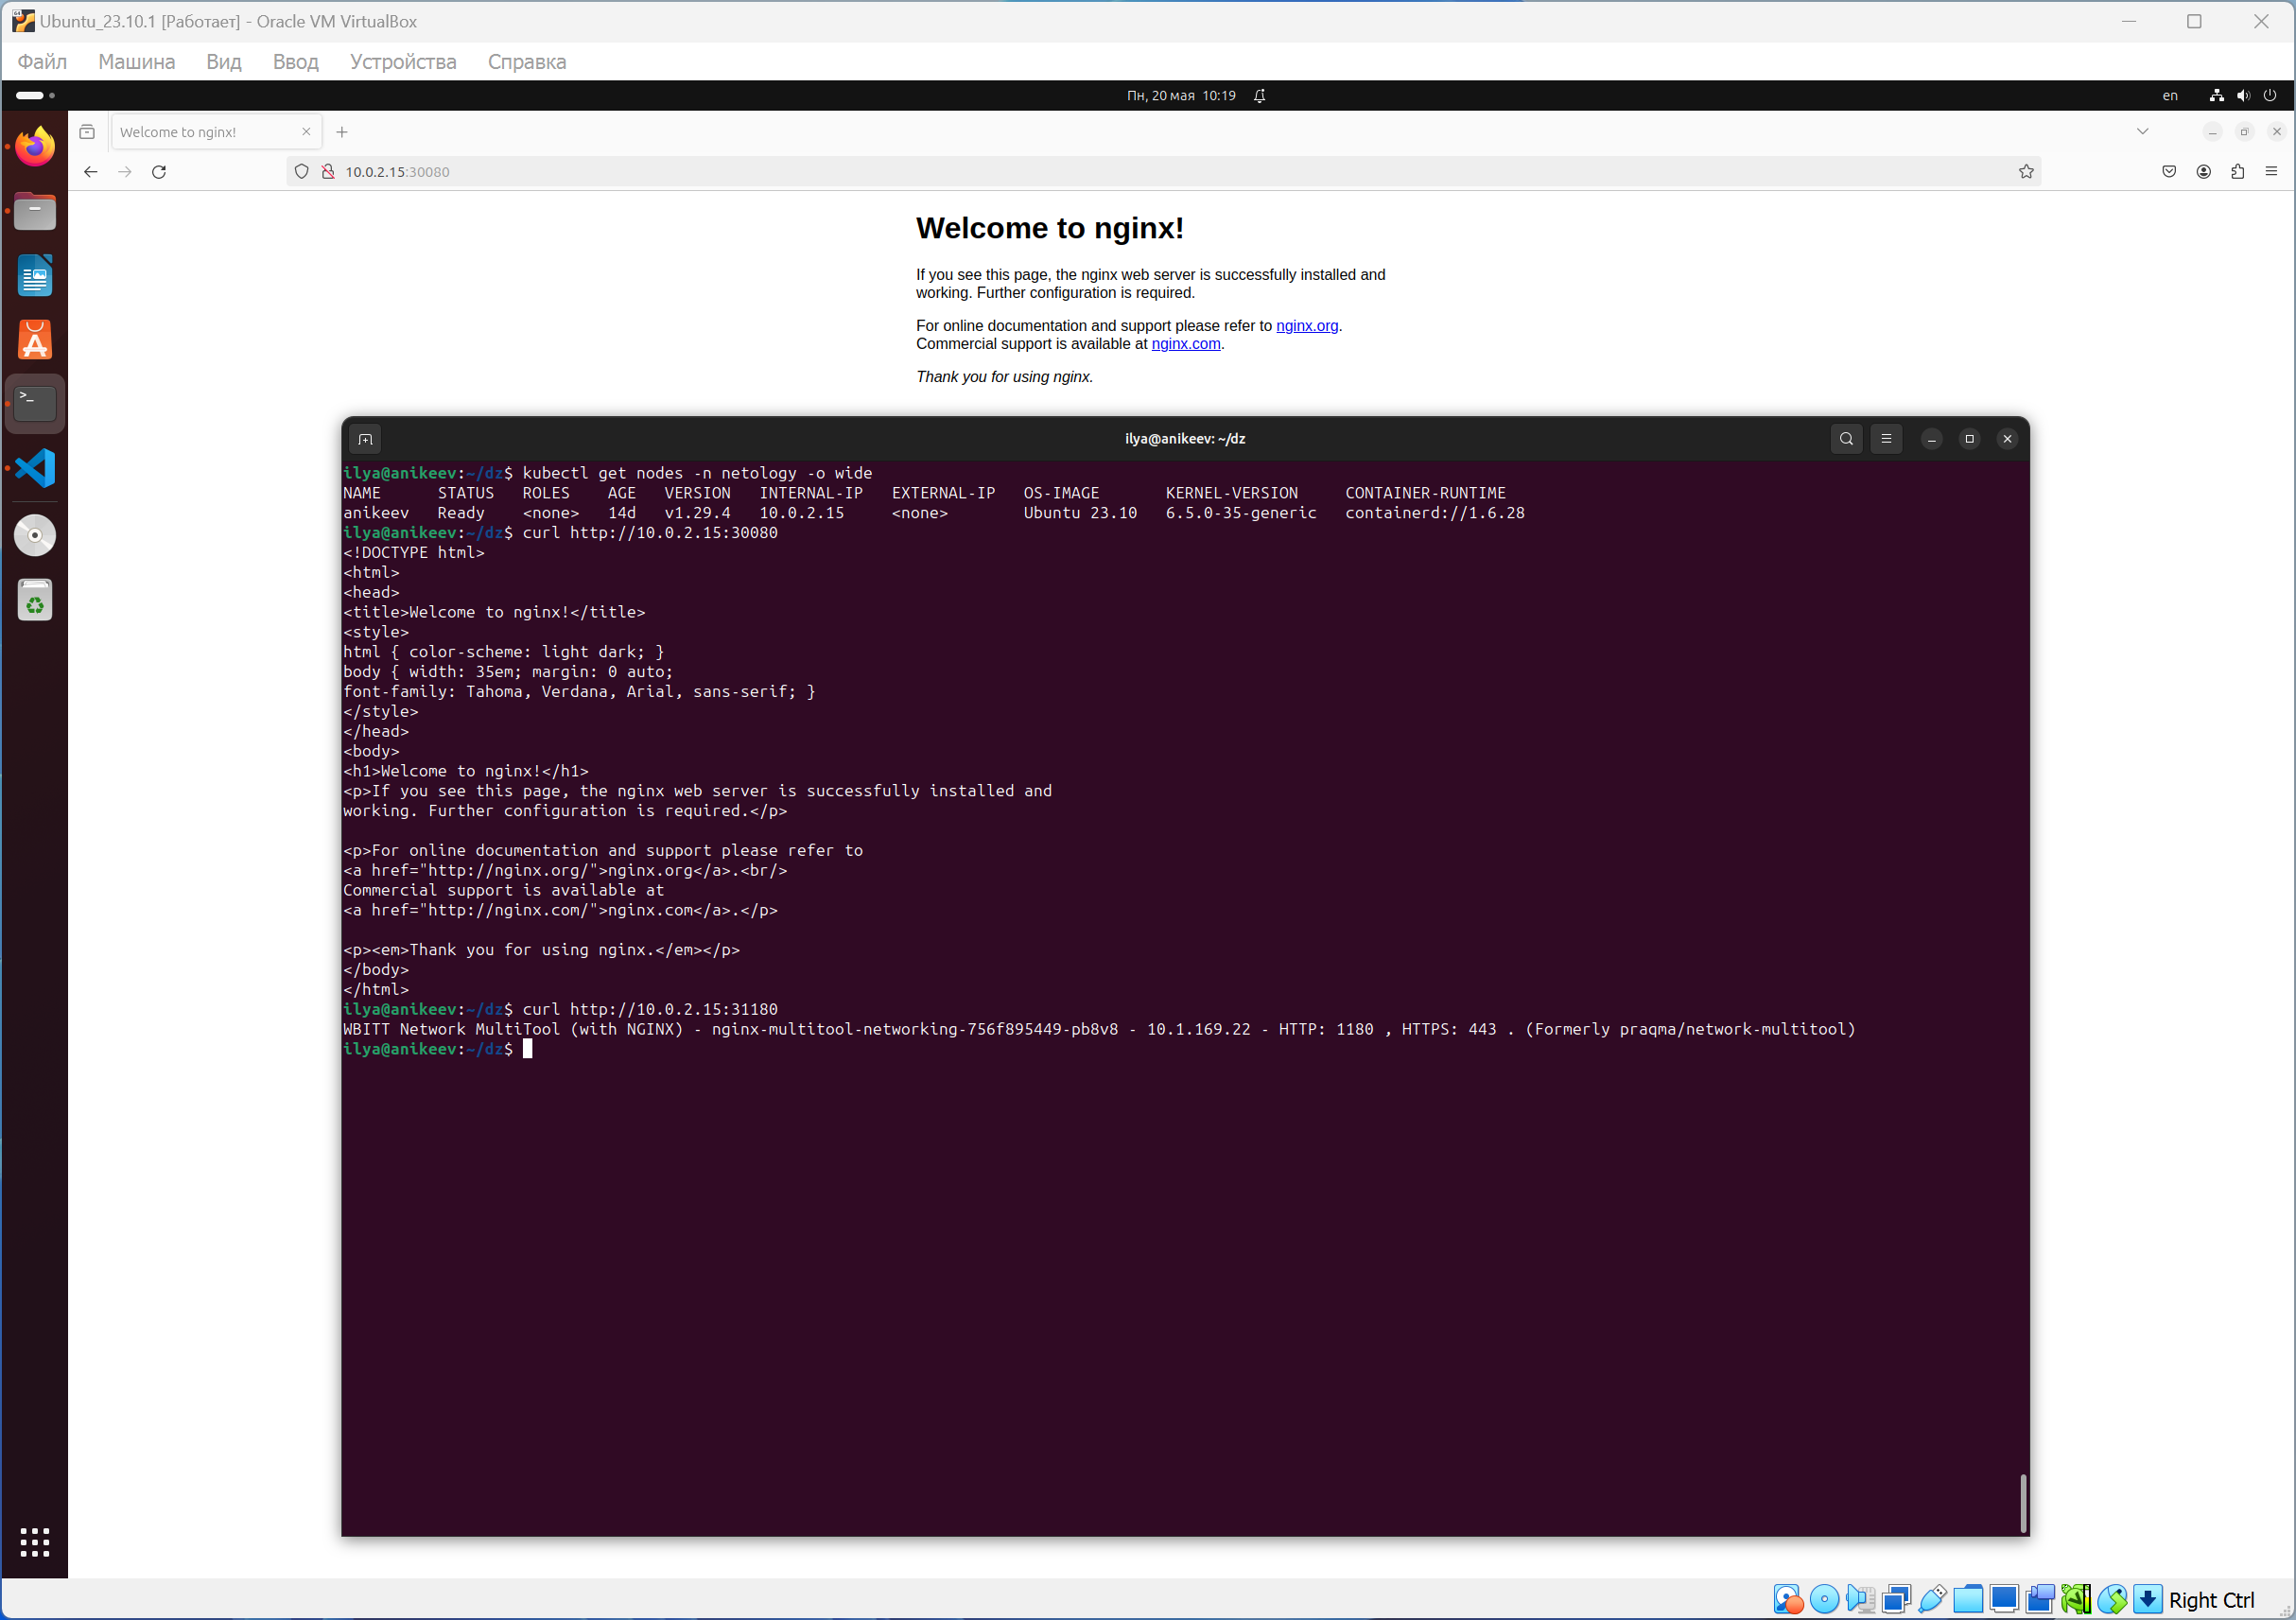 Ubuntu_23.10.1 [Работает] - Oracle VM VirtualBox
Файл Машина Вид Ввод Устройства Справка
Пн, 20 мая 10:19
en
Welcome to nginx!
10.0.2.15:30080
Welcome to nginx!
If you see this page, the nginx web server is successfully installed and
working. Further configuration is required.
For online documentation and support please refer to nginx.org.
Commercial support is available at nginx.com.
Thank you for using nginx.
ilya@anikeev: ~/dz
ilya@anikeev:~/dz$ kubectl get nodes -n netology -o wide
NAME STATUS ROLES AGE VERSION INTERNAL-IP EXTERNAL-IP OS-IMAGE KERNEL-VERSION CONTAINER-RUNTIME
anikeev Ready <none> 14d v1.29.4 10.0.2.15 <none> Ubuntu 23.10 6.5.0-35-generic containerd://1.6.28
ilya@anikeev:~/dz$ curl http://10.0.2.15:30080
<!DOCTYPE html>
<html>
<head>
<title>Welcome to nginx!</title>
<style>
html { color-scheme: light dark; }
body { width: 35em; margin: 0 auto;
font-family: Tahoma, Verdana, Arial, sans-serif; }
</style>
</head>
<body>
<h1>Welcome to nginx!</h1>
<p>If you see this page, the nginx web server is successfully installed and
working. Further configuration is required.</p>
<p>For online documentation and support please refer to
<a href="http://nginx.org/">nginx.org</a>.<br/>
Commercial support is available at
<a href="http://nginx.com/">nginx.com</a>.</p>
<p><em>Thank you for using nginx.</em></p>
</body>
</html>
ilya@anikeev:~/dz$ curl http://10.0.2.15:31180
WBITT Network MultiTool (with NGINX) - nginx-multitool-networking-756f895449-pb8v8 - 10.1.169.22 - HTTP: 1180 , HTTPS: 443 . (Formerly praqma/network-multitool)
ilya@anikeev:~/dz$
Right Ctrl